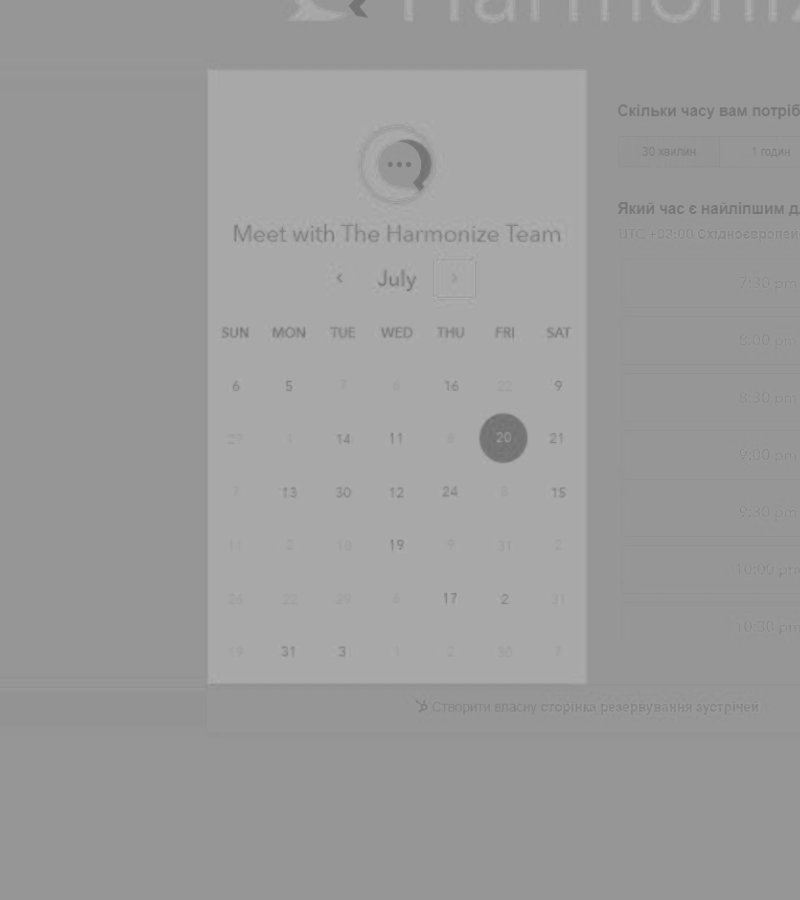 Harmoniz
Meet with The Harmonize Team
July
SUN MON TUE WED THU FRI SAT
6 5 7 6 16 22 9
27 1 14 11 8 20 21
7 13 30 12 24 8 15
11 2 10 19 9 31 2
26 22 29 6 17 2 31
19 31 3 1 2 30 7
Скільки часу вам потріб
30 хвилин 1 годин
Який час є найліпшим д
UTC +03:00 Східноєвропей
7:30 pm
8:00 pm
8:30 pm
9:00 pm
9:30 pm
10:00 pm
10:30 pm
Створити власну сторінка резервування зустрічей